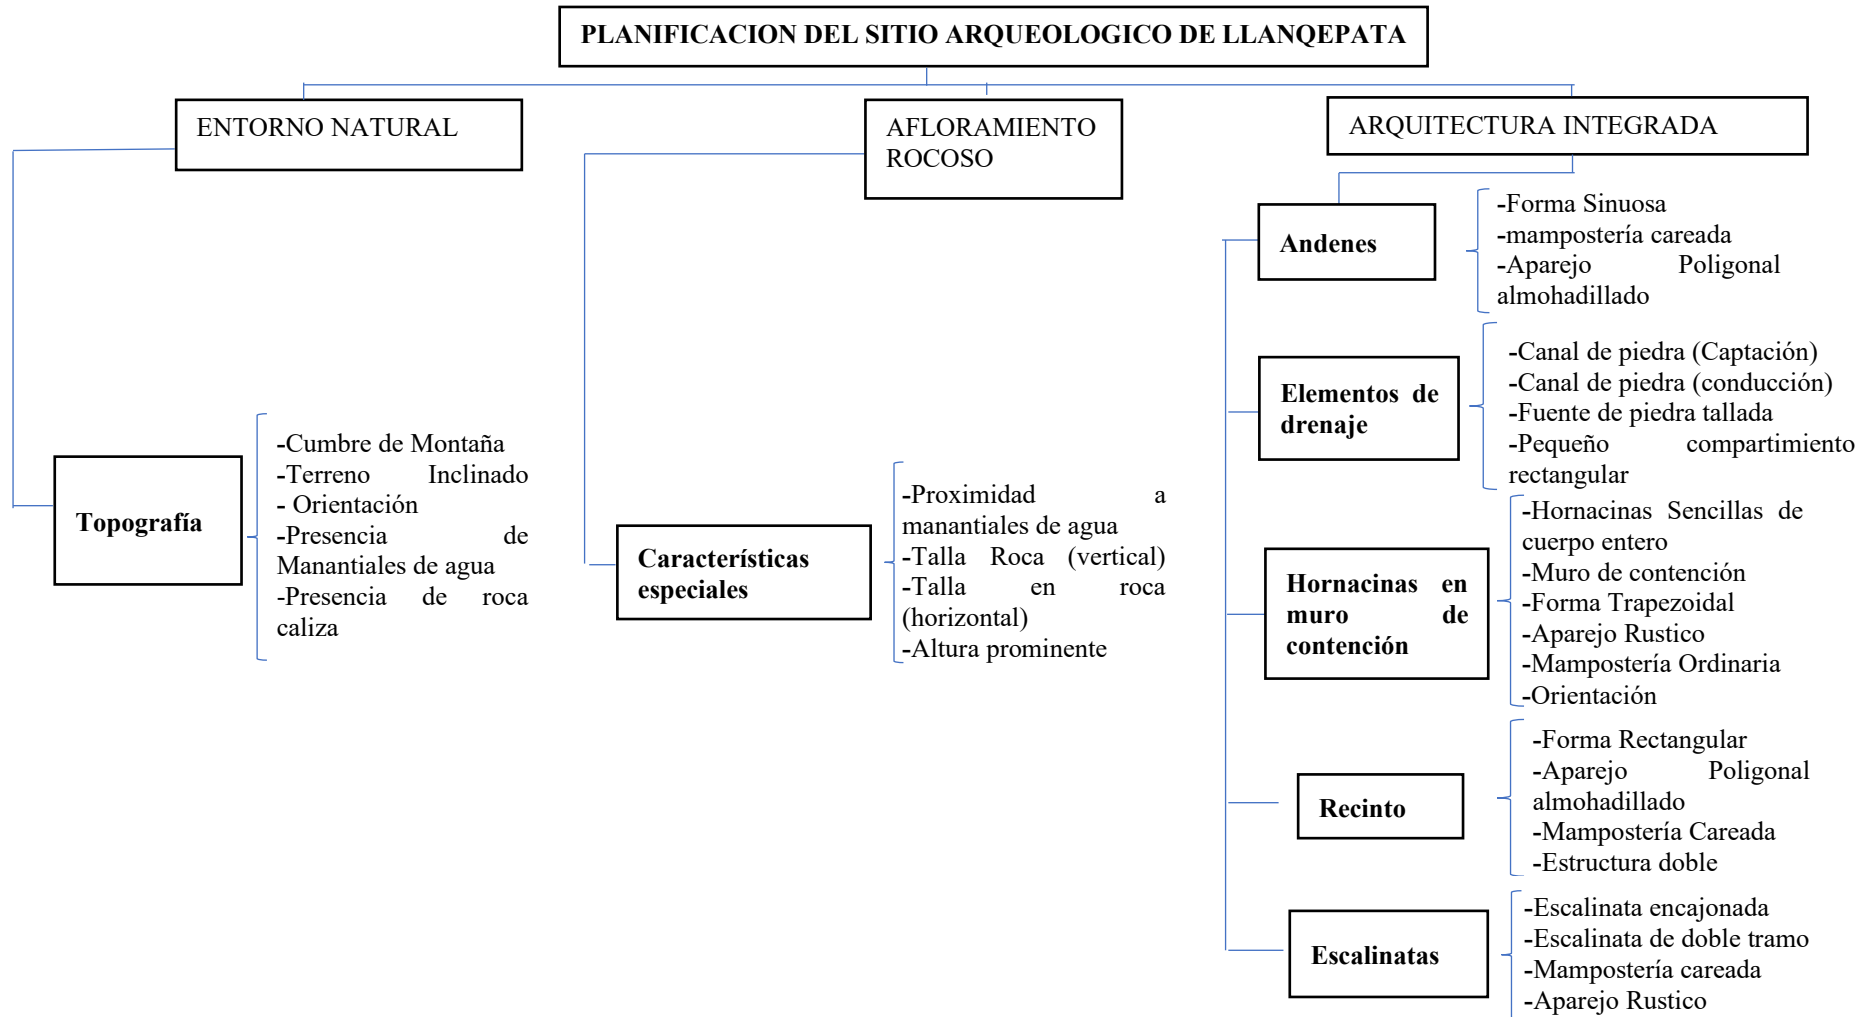 PLANIFICACION DEL SITIO ARQUEOLOGICO DE LLANQEPATA
ENTORNO NATURAL
Topografía
-Cumbre de Montaña
-Terreno Inclinado
- Orientación
-Presencia de
Manantiales de agua
-Presencia de roca
caliza
AFLORAMIENTO
ROCOSO
Características
especiales
-Proximidad a
manantiales de agua
-Talla Roca (vertical)
-Talla en roca
(horizontal)
-Altura prominente
ARQUITECTURA INTEGRADA
Andenes
-Forma Sinuosa
-mampostería careada
-Aparejo Poligonal
almohadillado
Elementos de
drenaje
-Canal de piedra (Captación)
-Canal de piedra (conducción)
-Fuente de piedra tallada
-Pequeño compartimiento
rectangular
Hornacinas en
muro de
contención
-Hornacinas Sencillas de
cuerpo entero
-Muro de contención
-Forma Trapezoidal
-Aparejo Rustico
-Mampostería Ordinaria
-Orientación
Recinto
-Forma Rectangular
-Aparejo Poligonal
almohadillado
-Mampostería Careada
-Estructura doble
Escalinatas
-Escalinata encajonada
-Escalinata de doble tramo
-Mampostería careada
-Aparejo Rustico